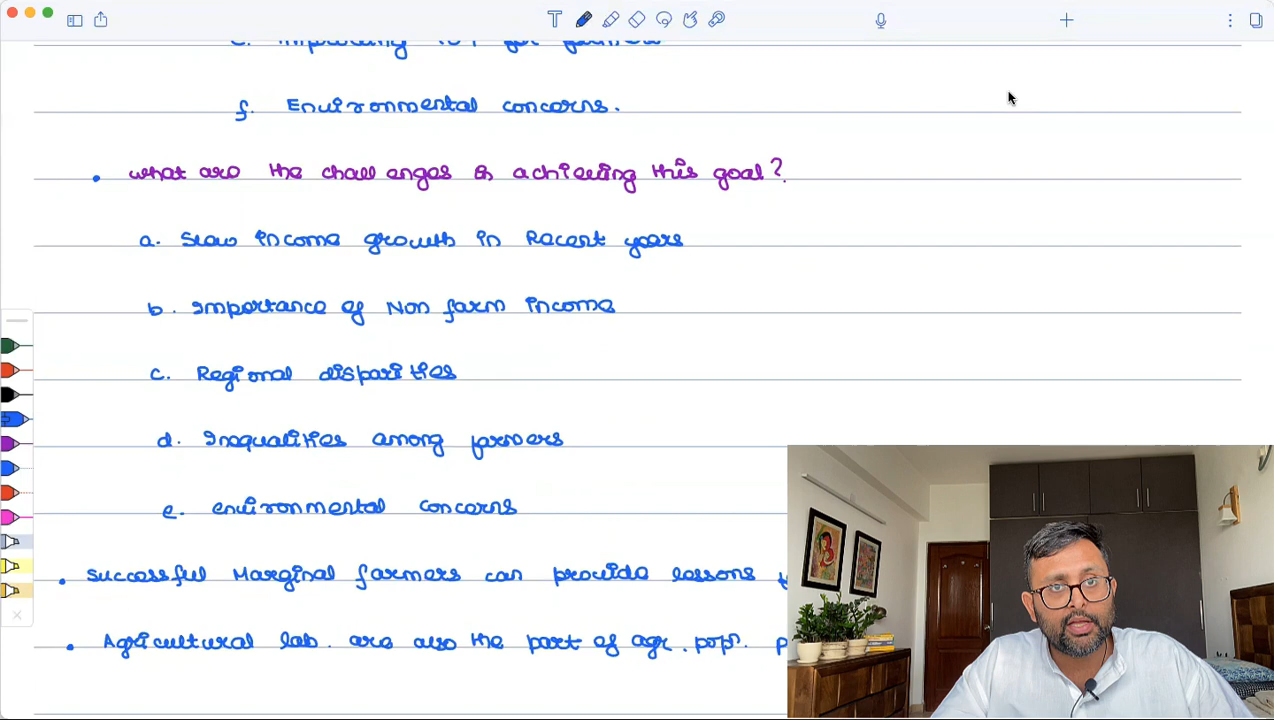 f. Environmental concerns.
• what are the challenges in achieving this goal?
a. Slow income growth in Recent years
b. Importance of Non farm income
c. Regional disparities
d. Inequalities among farmers
e. environmental concerns
• Successful Marginal farmers can provide lessons
• Agricultural lab. are also the part of agr. popn.